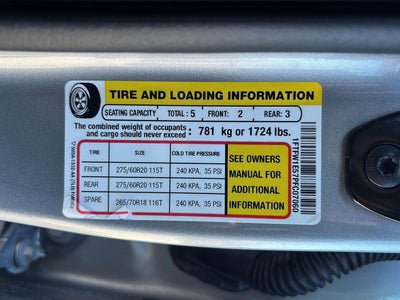 TIRE AND LOADING INFORMATION
SEATING CAPACITY TOTAL : 5 FRONT: 2 REAR: 3
The combined weight of occupants
and cargo should never exceed : 781 kg or 1724 lbs.
TIRE SIZE COLD TIRE PRESSURE
FRONT 275/60R20 115T 240 KPA, 35 PSI
REAR 275/60R20 115T 240 KPA, 35 PSI
SPARE 265/70R18 116T 240 KPA, 35 PSI
SEE OWNERS
MANUAL FOR
ADDITIONAL
INFORMATION